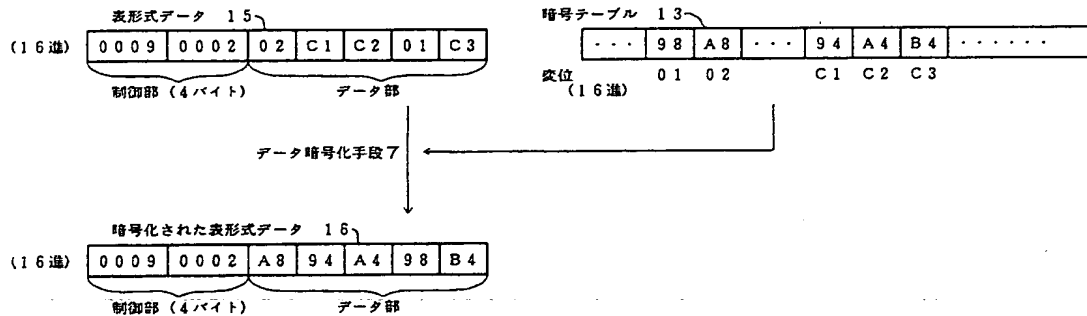 表形式データ 15
(16進) 0009 0002 02 C1 C2 01 C3
制御部 (4バイト) データ部
暗号テーブル 13
・・・ 98 A8 ・・・ 94 A4 B4 ・・・・・・
変位 01 02 C1 C2 C3
(16進)
データ暗号化手段7
暗号化された表形式データ 16
(16進) 0009 0002 A8 94 A4 98 B4
制御部 (4バイト) データ部